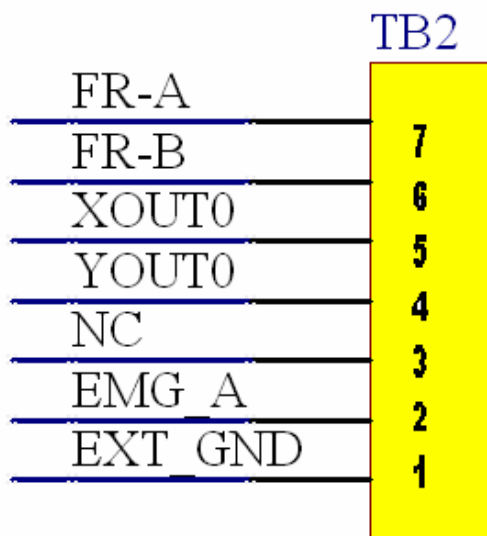 TB2
FR-A
7
FR-B
6
XOUT0
5
YOUT0
4
NC
3
EMG_A
2
EXT_GND
1